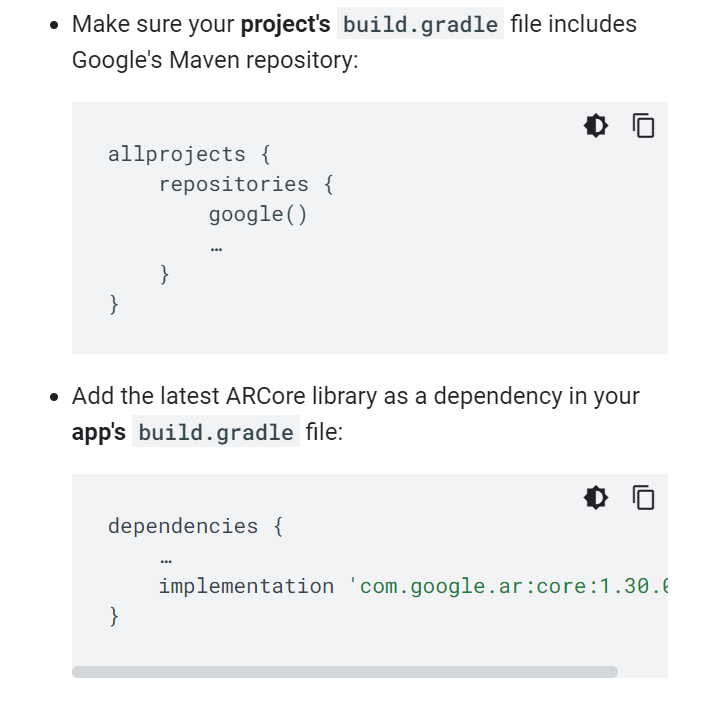 Make sure your project's build.gradle file includes
Google's Maven repository:
allprojects {
repositories {
google()
…
}
}
Add the latest ARCore library as a dependency in your
app's build.gradle file:
dependencies {
…
implementation 'com.google.ar:core:1.30.
}